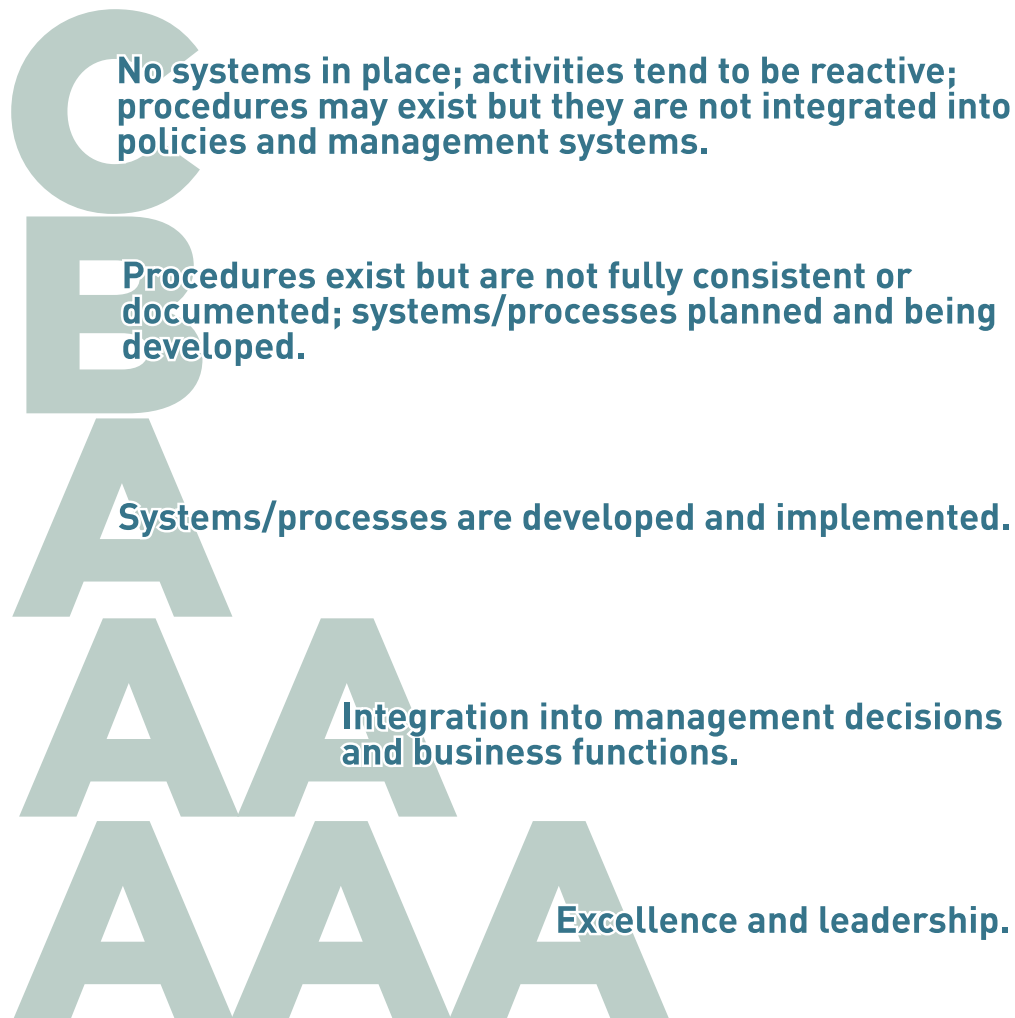 C
No systems in place; activities tend to be reactive;
procedures may exist but they are not integrated into
policies and management systems.
B
Procedures exist but are not fully consistent or
documented; systems/processes planned and being
developed.
A
Systems/processes are developed and implemented.
AA
Integration into management decisions
and business functions.
AAA
Excellence and leadership.